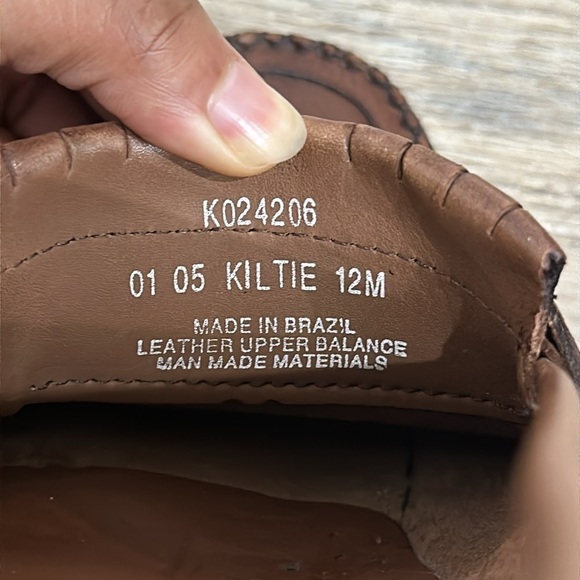 K024206
01 05 KILTIE 12M
MADE IN BRAZIL
LEATHER UPPER BALANCE
MAN MADE MATERIALS